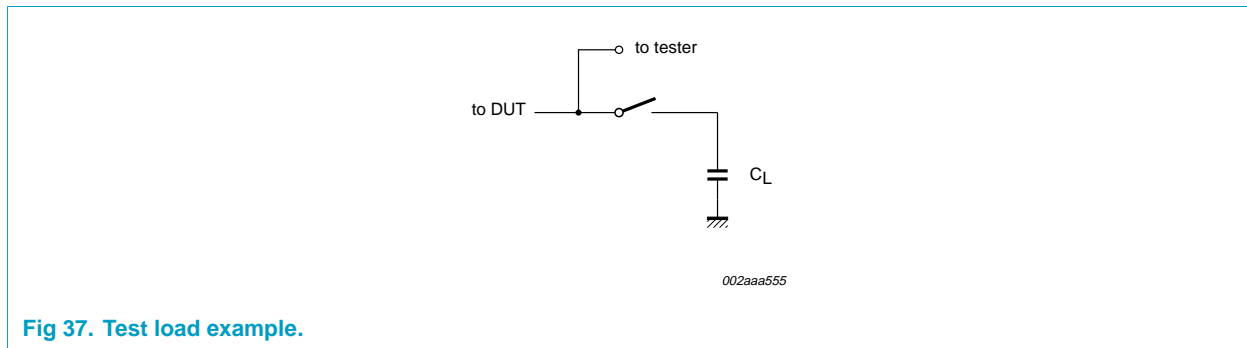 to tester
to DUT
CL
002aaa555
Fig 37. Test load example.